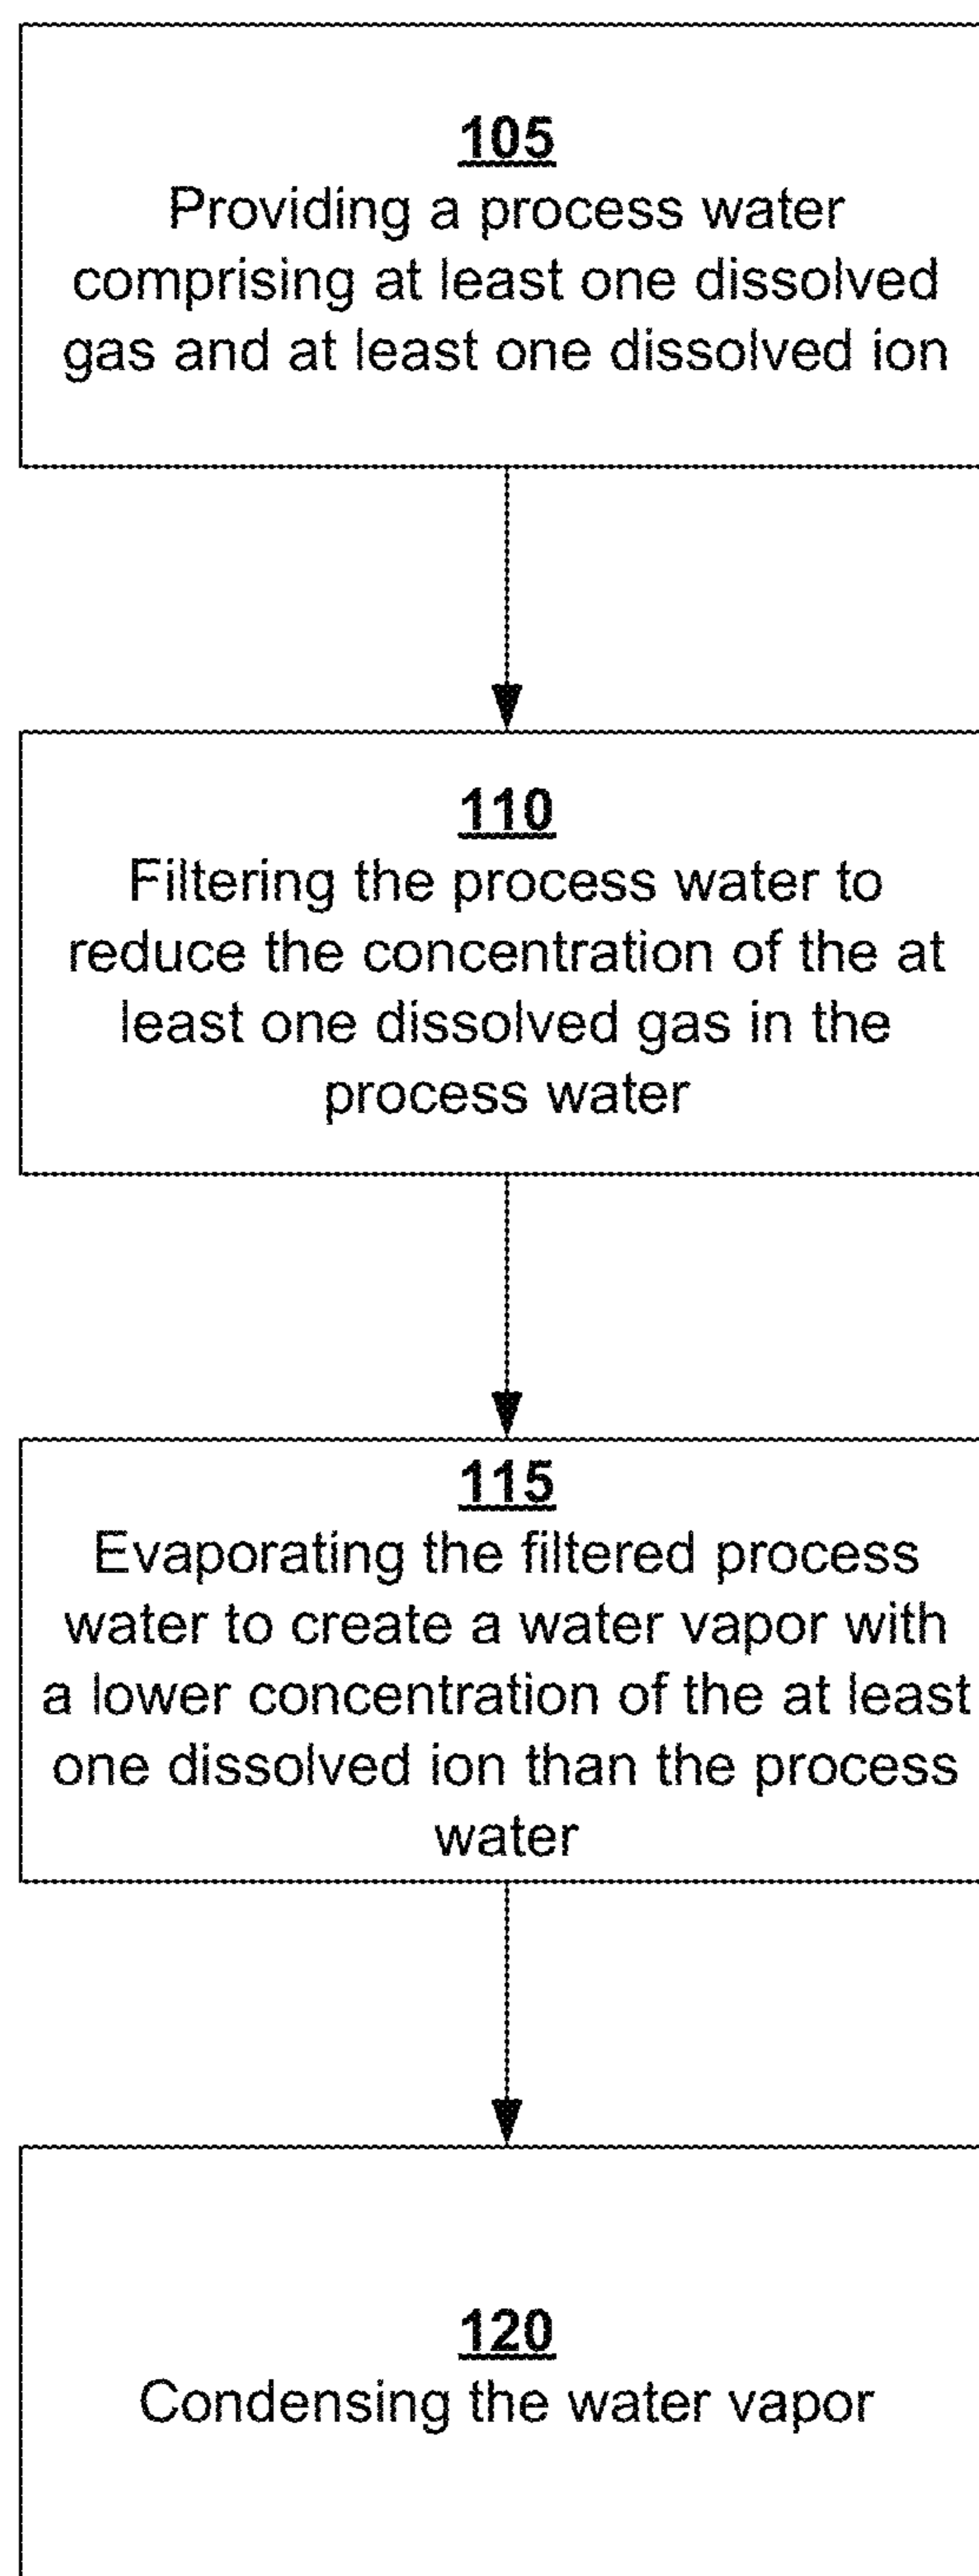 105
Providing a process water
comprising at least one dissolved
gas and at least one dissolved ion
110
Filtering the process water to
reduce the concentration of the at
least one dissolved gas in the
process water
115
Evaporating the filtered process
water to create a water vapor with
a lower concentration of the at least
one dissolved ion than the process
water
120
Condensing the water vapor